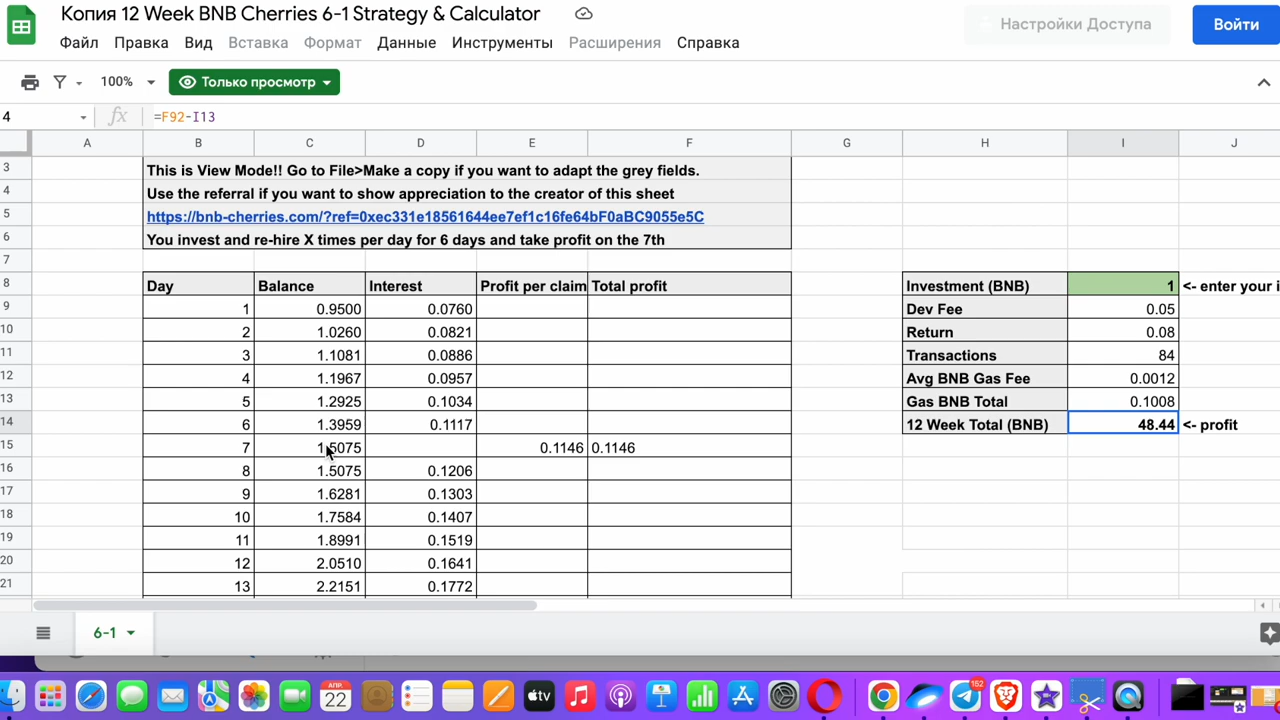 Копия 12 Week BNB Cherries 6-1 Strategy & Calculator
Настройки Доступа
Войти
Файл Правка Вид Вставка Формат Данные Инструменты Расширения Справка
100% Только просмотр
4 fx =F92-I13
A B C D E F G H I J
3 This is View Mode!! Go to File>Make a copy if you want to adapt the grey fields.
4 Use the referral if you want to show appreciation to the creator of this sheet
5 https://bnb-cherries.com/?ref=0xec331e18561644ee7ef1c16fe64bF0aBC9055e5C
6 You invest and re-hire X times per day for 6 days and take profit on the 7th
7
8 Day Balance Interest Profit per claim Total profit Investment (BNB) 1 <- enter your i
9 1 0.9500 0.0760 Dev Fee 0.05
10 2 1.0260 0.0821 Return 0.08
11 3 1.1081 0.0886 Transactions 84
12 4 1.1967 0.0957 Avg BNB Gas Fee 0.0012
13 5 1.2925 0.1034 Gas BNB Total 0.1008
14 6 1.3959 0.1117 12 Week Total (BNB) 48.44 <- profit
15 7 1.5075 0.1146 0.1146
16 8 1.5075 0.1206
17 9 1.6281 0.1303
18 10 1.7584 0.1407
19 11 1.8991 0.1519
20 12 2.0510 0.1641
21 13 2.2151 0.1772
6-1
АПР.
22
tv
152